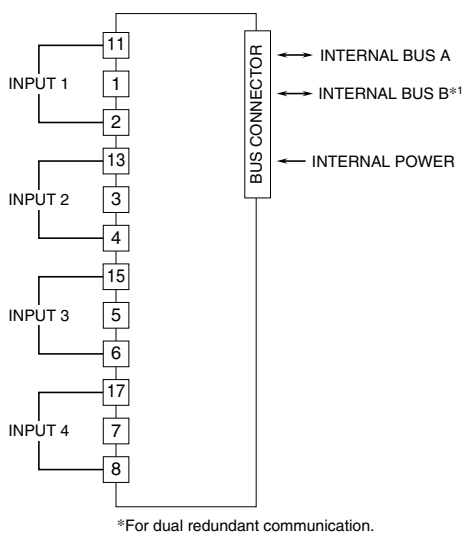 11
INPUT 1
1
2
13
INPUT 2
3
4
15
INPUT 3
5
6
17
INPUT 4
7
8
BUS CONNECTOR
INTERNAL BUS A
INTERNAL BUS B*1
INTERNAL POWER
*For dual redundant communication.